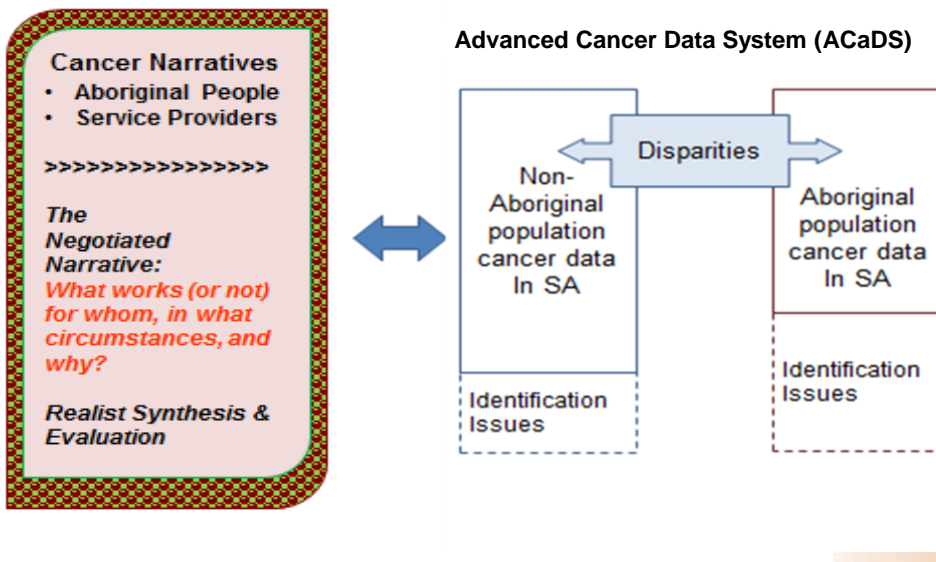 Cancer Narratives
• Aboriginal People
• Service Providers
>>>>>>>>>>>>>>>>
The
Negotiated
Narrative:
What works (or not)
for whom, in what
circumstances, and
why?
Realist Synthesis &
Evaluation
Advanced Cancer Data System (ACaDS)
Disparities
Non-
Aboriginal
population
cancer data
In SA
Identification
Issues
Aboriginal
population
cancer data
In SA
Identification
Issues